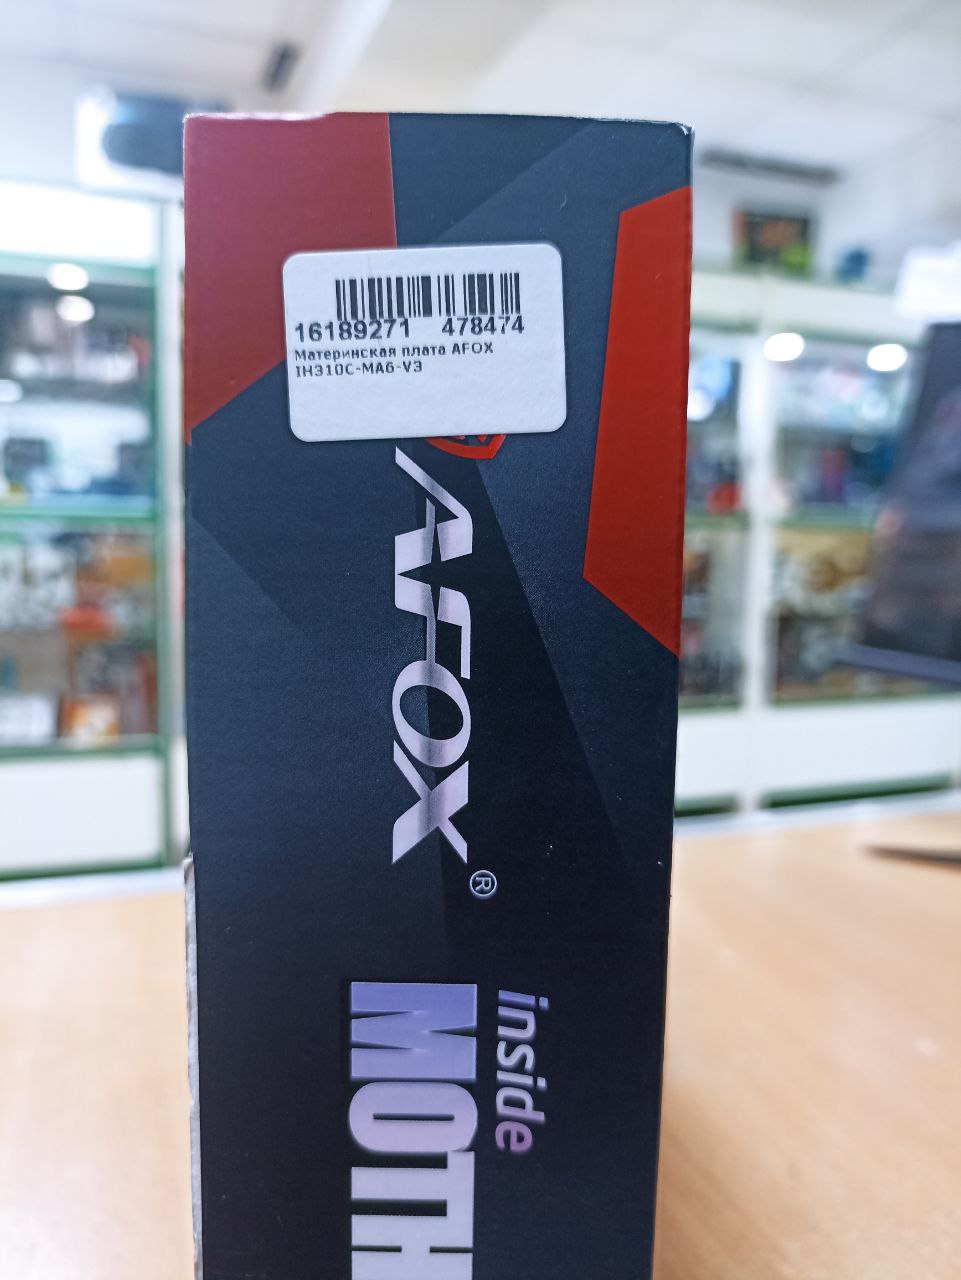 16189271 478474
Материнская плата AFOX
IH310C-MA6-V3
AFOX®
inside
MOTH